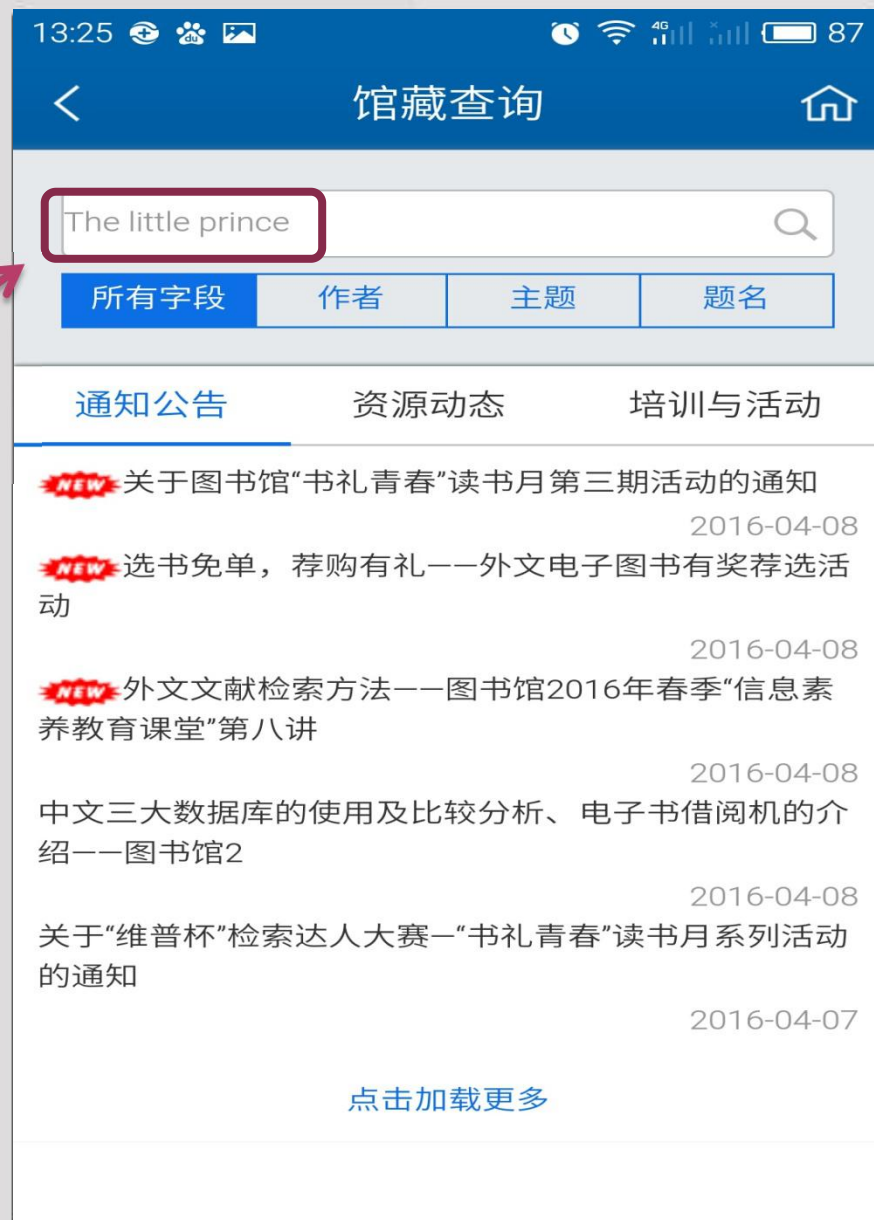 13:25 4G 87
馆藏查询
The little prince
所有字段 作者 主题 题名
通知公告 资源动态 培训与活动
NEW 关于图书馆“书礼青春”读书月第三期活动的通知
2016-04-08
NEW 选书免单，荐购有礼——外文电子图书有奖荐选活
动
2016-04-08
NEW 外文文献检索方法——图书馆2016年春季“信息素
养教育课堂”第八讲
2016-04-08
中文三大数据库的使用及比较分析、电子书借阅机的介
绍——图书馆2
2016-04-08
关于“维普杯”检索达人大赛—“书礼青春”读书月系列活动
的通知
2016-04-07
点击加载更多